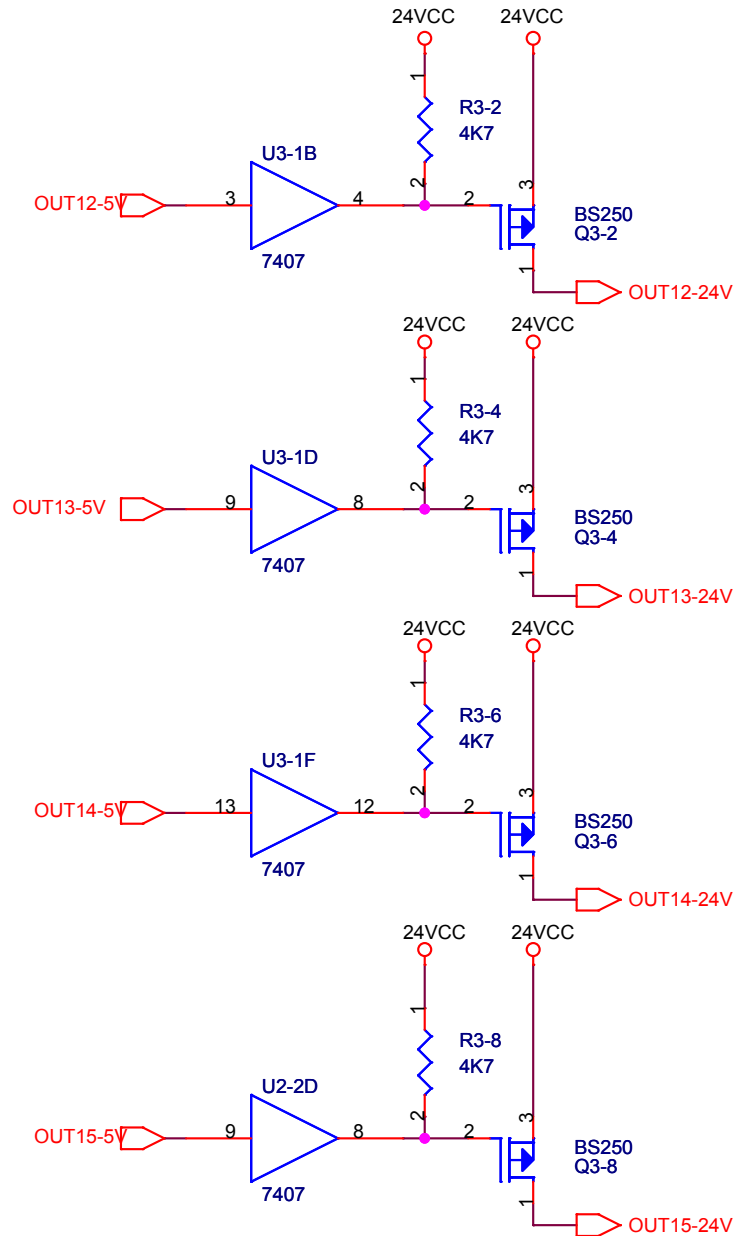 24VCC 24VCC
1
R3-2
4K7
U3-1B
2 3
OUT12-5V 3 4 2
BS250
Q3-2
7407
1
OUT12-24V
24VCC 24VCC
1
R3-4
4K7
U3-1D
2 3
OUT13-5V 9 8 2
BS250
Q3-4
7407
1
OUT13-24V
24VCC 24VCC
1
R3-6
4K7
U3-1F
2 3
OUT14-5V 13 12 2
BS250
Q3-6
7407
1
OUT14-24V
24VCC 24VCC
1
R3-8
4K7
U2-2D
2 3
OUT15-5V 9 8 2
BS250
Q3-8
7407
1
OUT15-24V